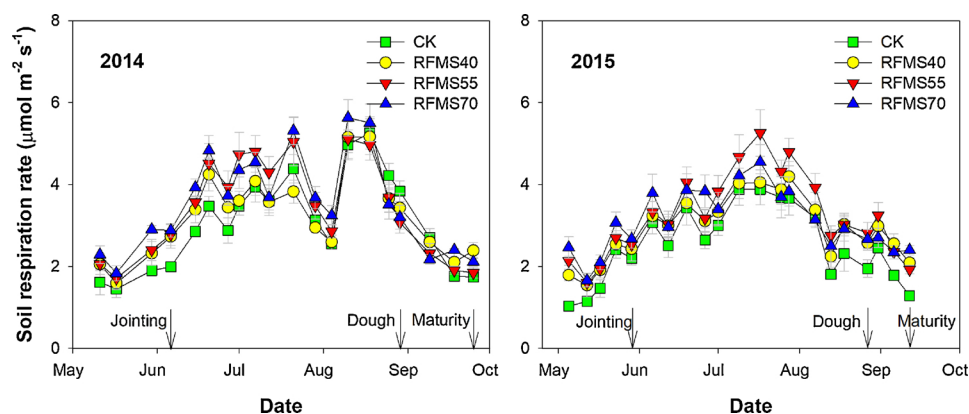 Soil respiration rate (μmol m-2 s-1)
8
6
4
2
0
2014
CK
RFMS40
RFMS55
RFMS70
Jointing
Dough
Maturity
May
Jun
Jul
Aug
Sep
Oct
Date
8
6
4
2
0
2015
CK
RFMS40
RFMS55
RFMS70
Jointing
Dough
Maturity
May
Jun
Jul
Aug
Sep
Oct
Date